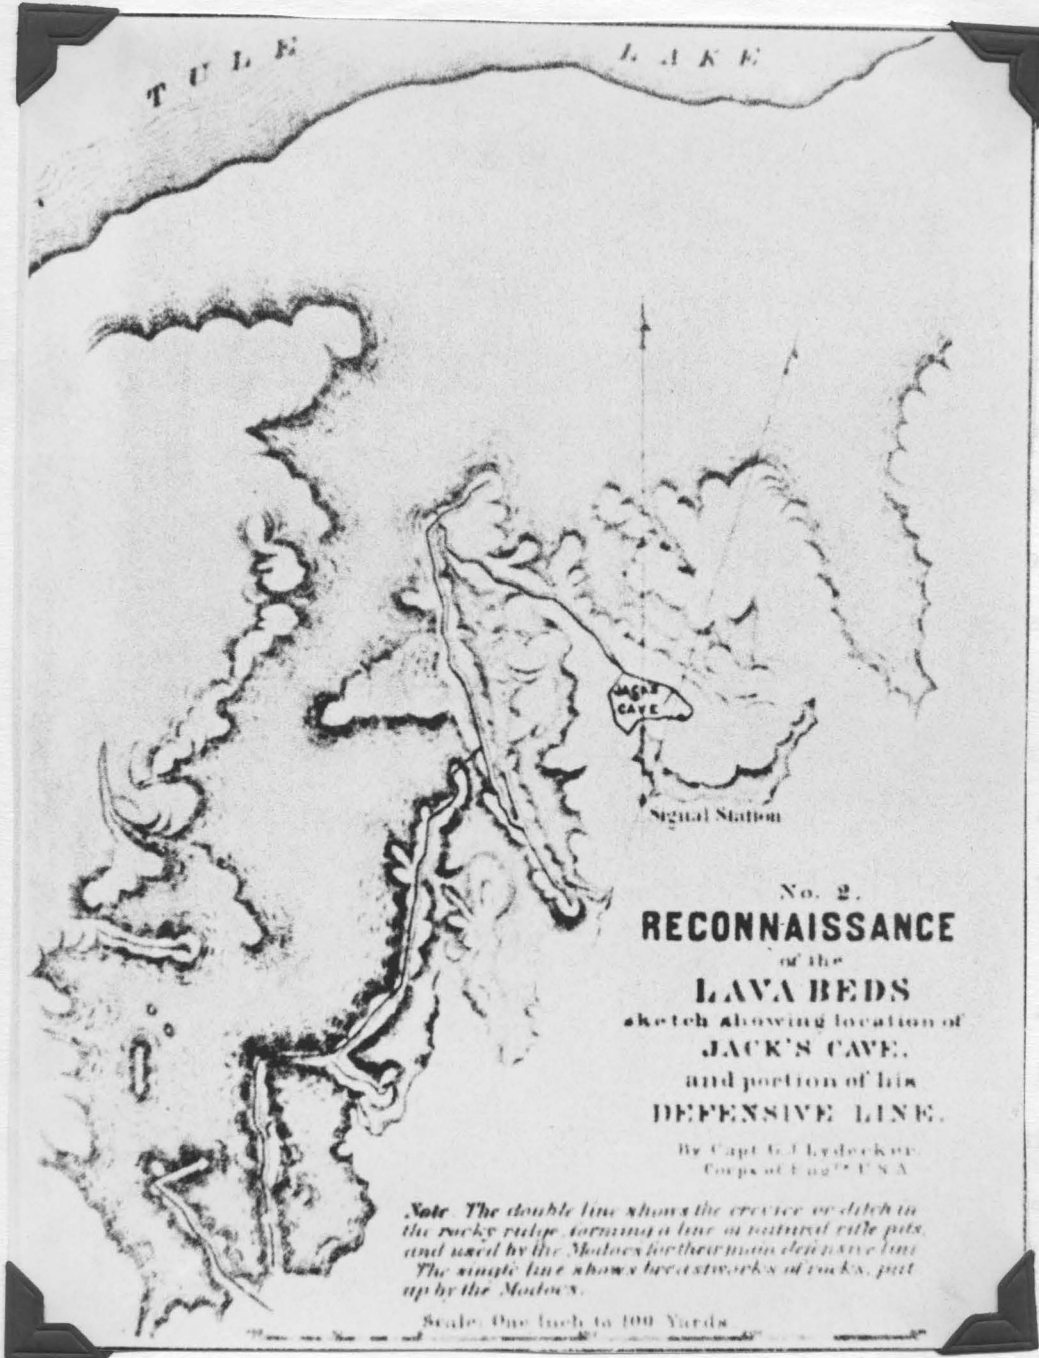 TULE LAKE
JACKS
CAVE
Signal Station
No. 2.
RECONNAISSANCE
of the
LAVA BEDS
sketch showing location of
JACK'S CAVE,
and portion of his
DEFENSIVE LINE.
By Capt G.J Lydecker.
Corps of Eng'rs U.S.A
Note. The double line shows the crevice or ditch in
the rocky ridge, forming a line of natural rifle pits,
and used by the Modocs for their main defensive line
The single line shows breastworks of rocks, put
up by the Modocs.
Scale: One Inch to 100 Yards